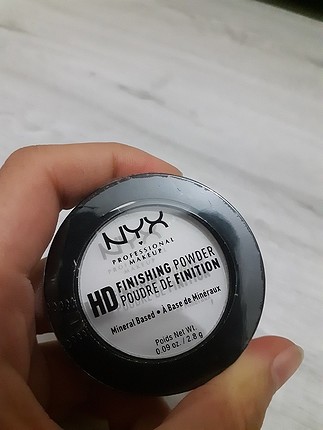 NYX
PROFESSIONAL
MAKEUP
HD FINISHING POWDER
POUDRE DE FINITION
Mineral Based • À Base de Minéraux
Poids Net Wt.
0.09 oz. / 2.8 g